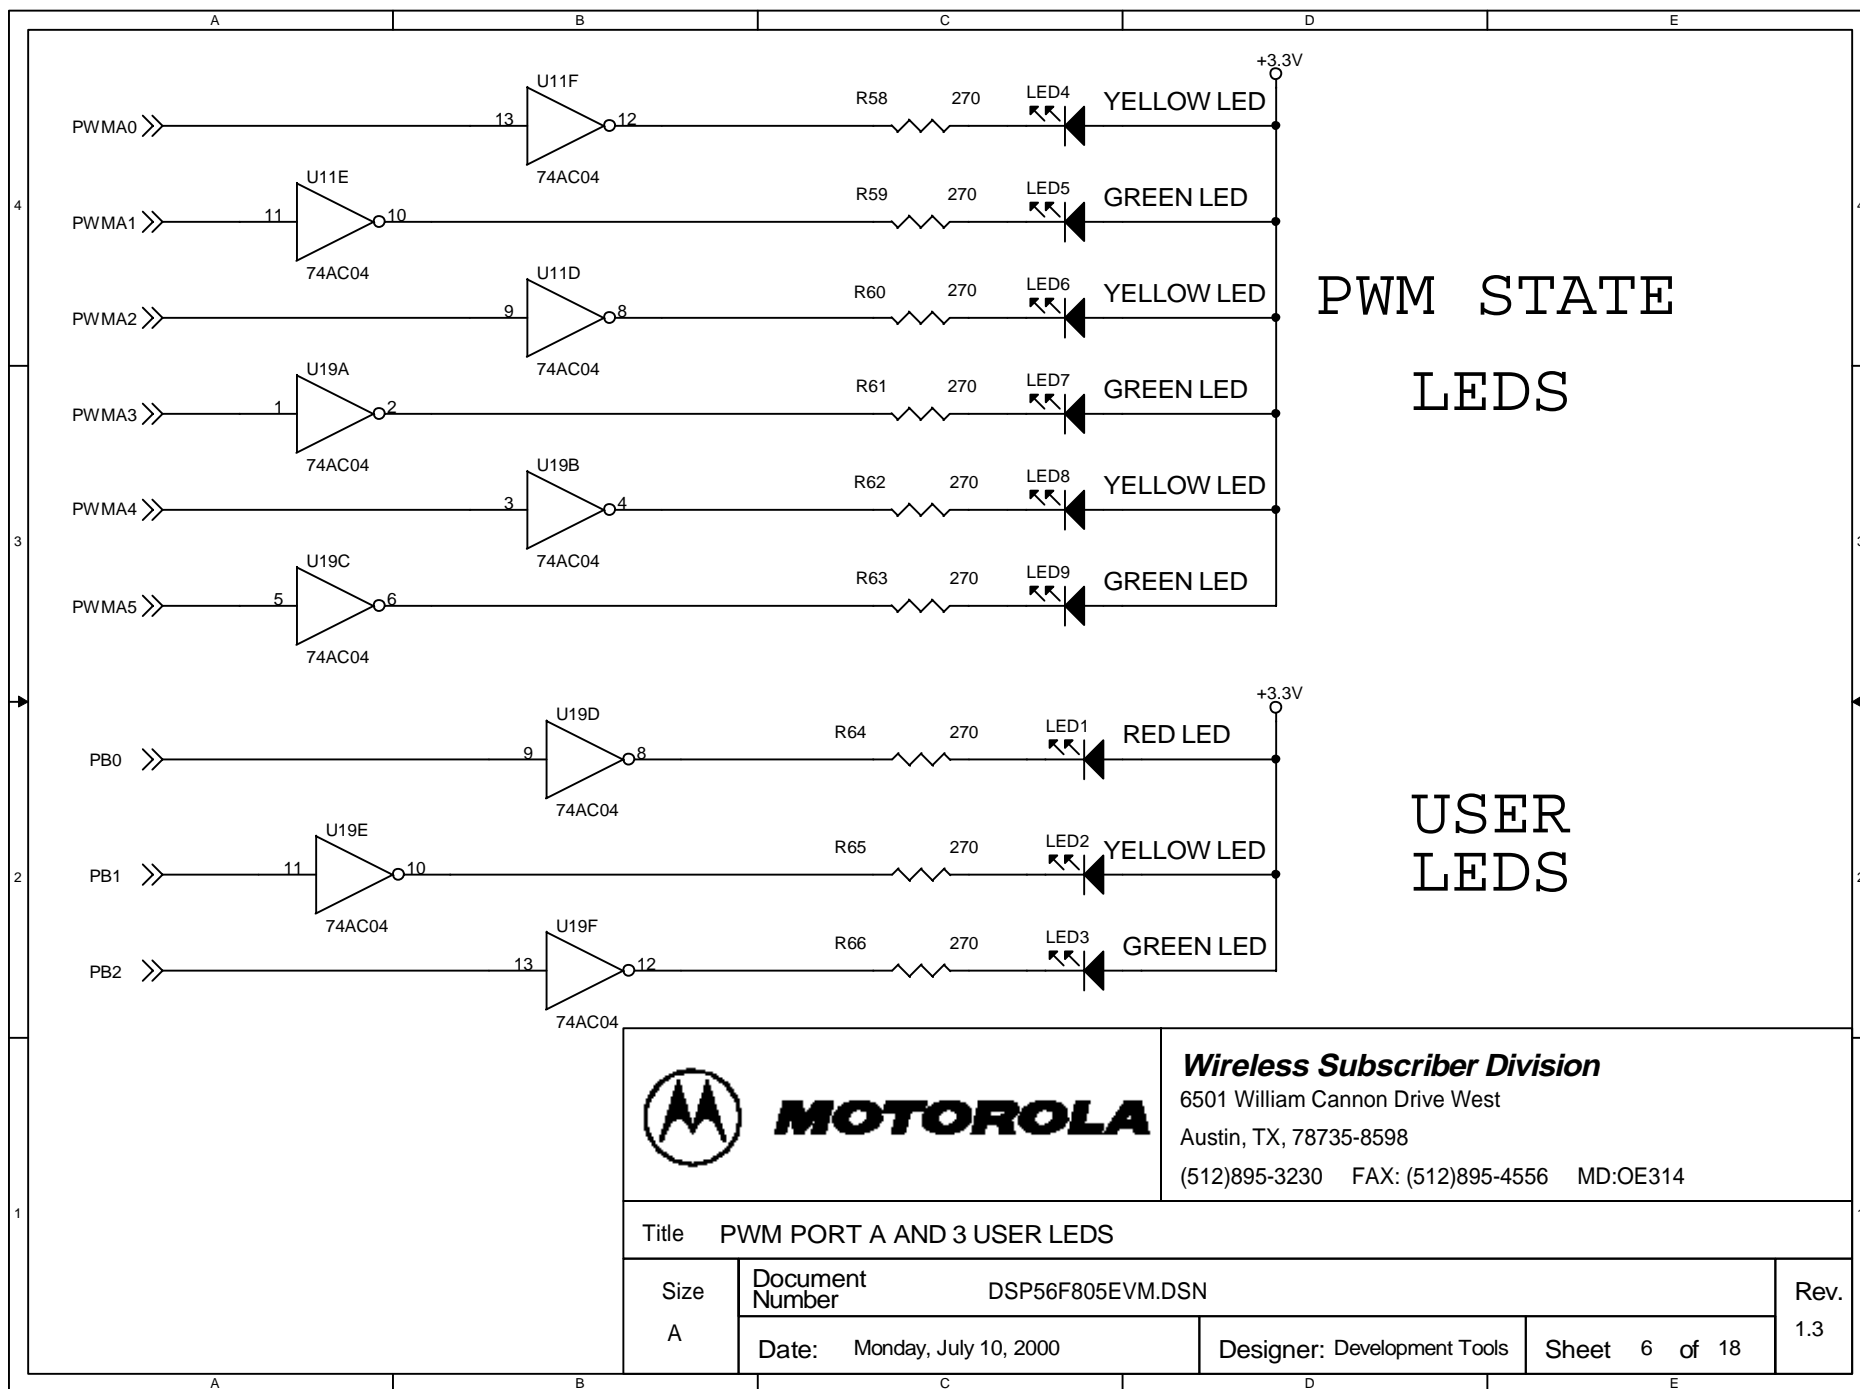 A B C D E
+3.3V
U11F
PWMA0 13 12 R58 270 LED4 YELLOW LED
74AC04
U11E
4 PWMA1 11 10 R59 270 LED5 GREEN LED 4
74AC04
U11D
PWMA2 9 8 R60 270 LED6 YELLOW LED
74AC04
PWM STATE
LEDS
U19A
PWMA3 1 2 R61 270 LED7 GREEN LED
74AC04
U19B
PWMA4 3 4 R62 270 LED8 YELLOW LED
74AC04
3 3
U19C
PWMA5 5 6 R63 270 LED9 GREEN LED
74AC04
+3.3V
U19D
PB0 9 8 R64 270 LED1 RED LED
74AC04
USER
LEDS
U19E
2 PB1 11 10 R65 270 LED2 YELLOW LED 2
74AC04
U19F
PB2 13 12 R66 270 LED3 GREEN LED
74AC04
MOTOROLA
Wireless Subscriber Division
6501 William Cannon Drive West
Austin, TX, 78735-8598
(512)895-3230 FAX: (512)895-4556 MD:OE314
1 1
Title PWM PORT A AND 3 USER LEDS
Size
A
Document
Number
DSP56F805EVM.DSN
Rev.
1.3
Date: Monday, July 10, 2000
Designer: Development Tools
Sheet 6 of 18
A B C D E